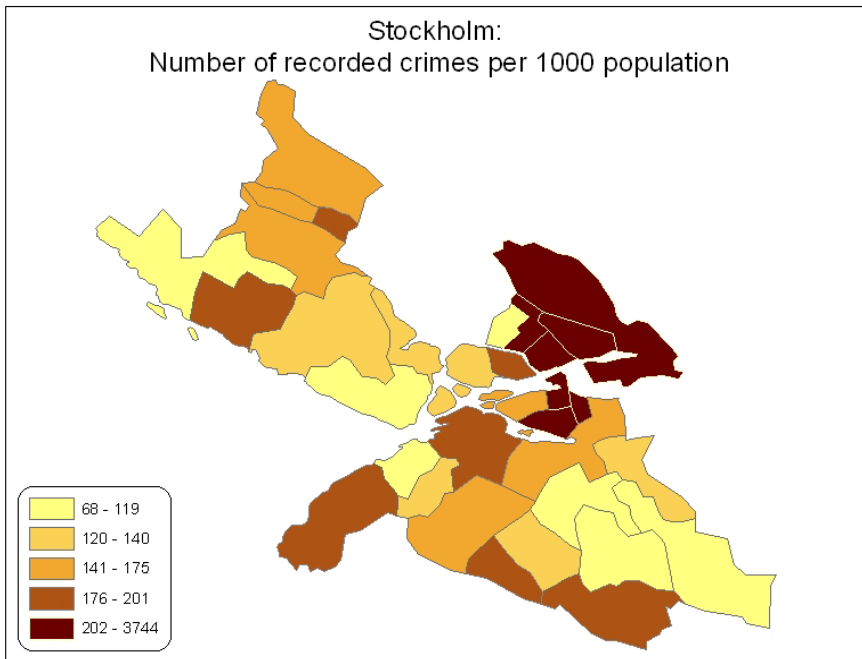 Stockholm:
Number of recorded crimes per 1000 population
68 - 119
120 - 140
141 - 175
176 - 201
202 - 3744